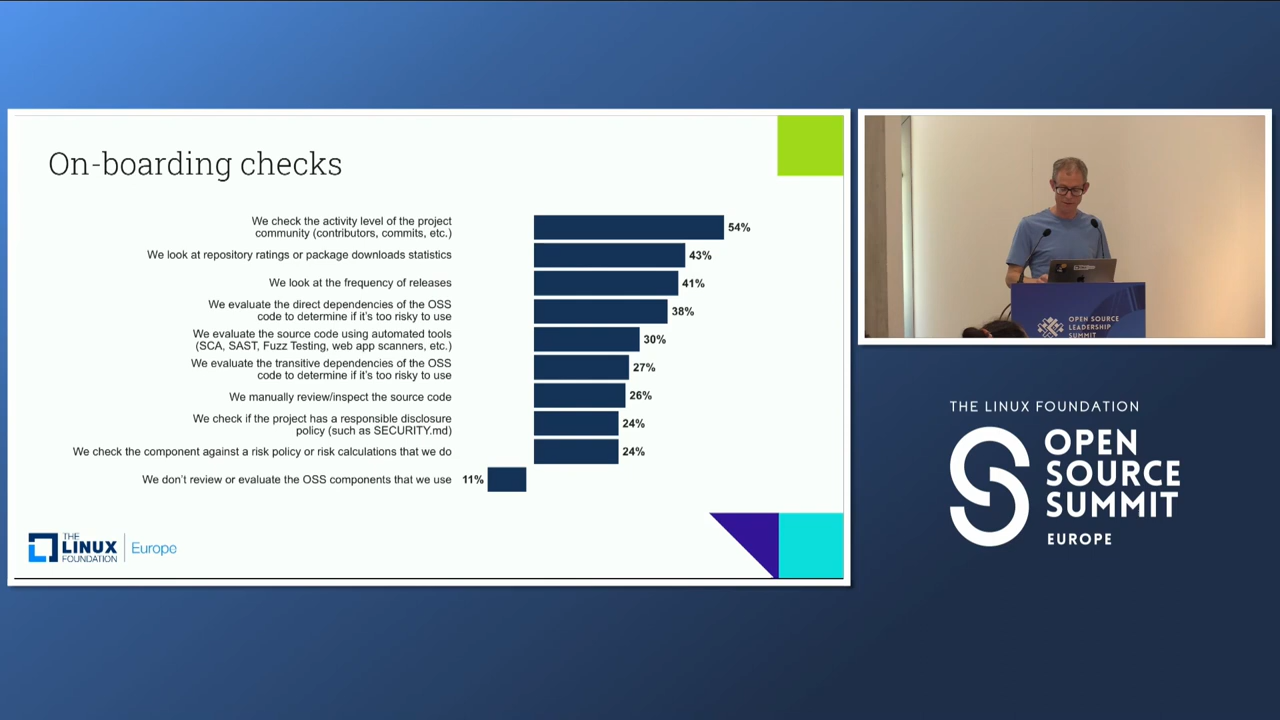 On-boarding checks
We check the activity level of the project
community (contributors, commits, etc.)
54%
We look at repository ratings or package downloads statistics
43%
We look at the frequency of releases
41%
We evaluate the direct dependencies of the OSS
code to determine if it's too risky to use
38%
We evaluate the source code using automated tools
(SCA, SAST, Fuzz Testing, web app scanners, etc.)
30%
We evaluate the transitive dependencies of the OSS
code to determine if it's too risky to use
27%
We manually review/inspect the source code
26%
We check if the project has a responsible disclosure
policy (such as SECURITY.md)
24%
We check the component against a risk policy or risk calculations that we do
24%
We don't review or evaluate the OSS components that we use
11%
THE
LINUX
FOUNDATION
Europe
OPEN SOURCE
LEADERSHIP
SUMMIT
THE LINUX FOUNDATION
OPEN
SOURCE
SUMMIT
EUROPE